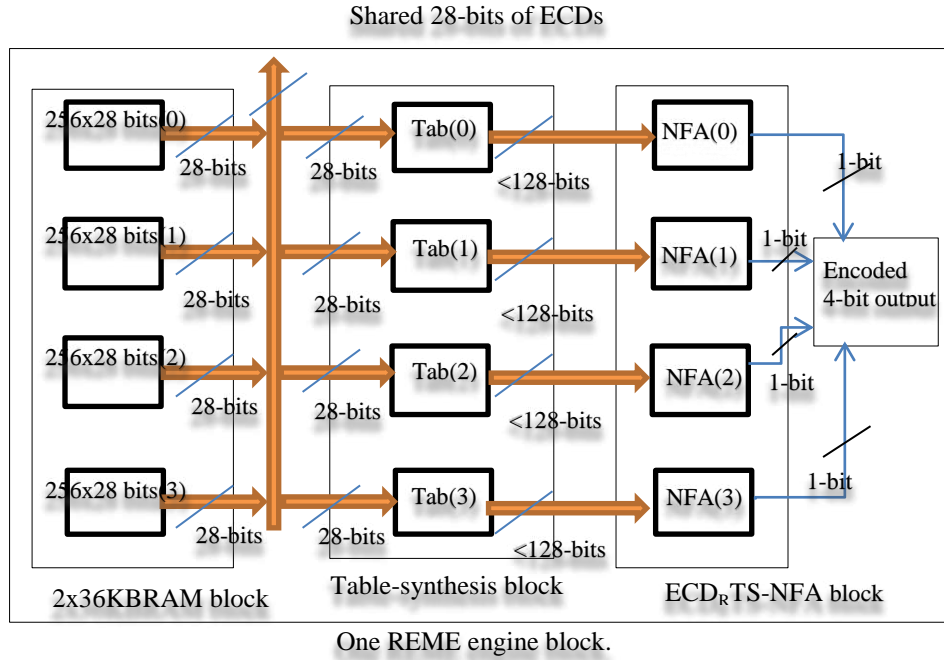 Shared 28-bits of ECDs
256x28 bits(0)
28-bits
28-bits
Tab(0)
<128-bits
NFA(0)
1-bit
256x28 bits(1)
28-bits
28-bits
Tab(1)
<128-bits
NFA(1)
1-bit
Encoded
4-bit output
256x28 bits(2)
28-bits
28-bits
Tab(2)
<128-bits
NFA(2)
1-bit
256x28 bits(3)
28-bits
28-bits
Tab(3)
<128-bits
NFA(3)
1-bit
2x36KBRAM block
Table-synthesis block
ECDRTS-NFA block
One REME engine block.